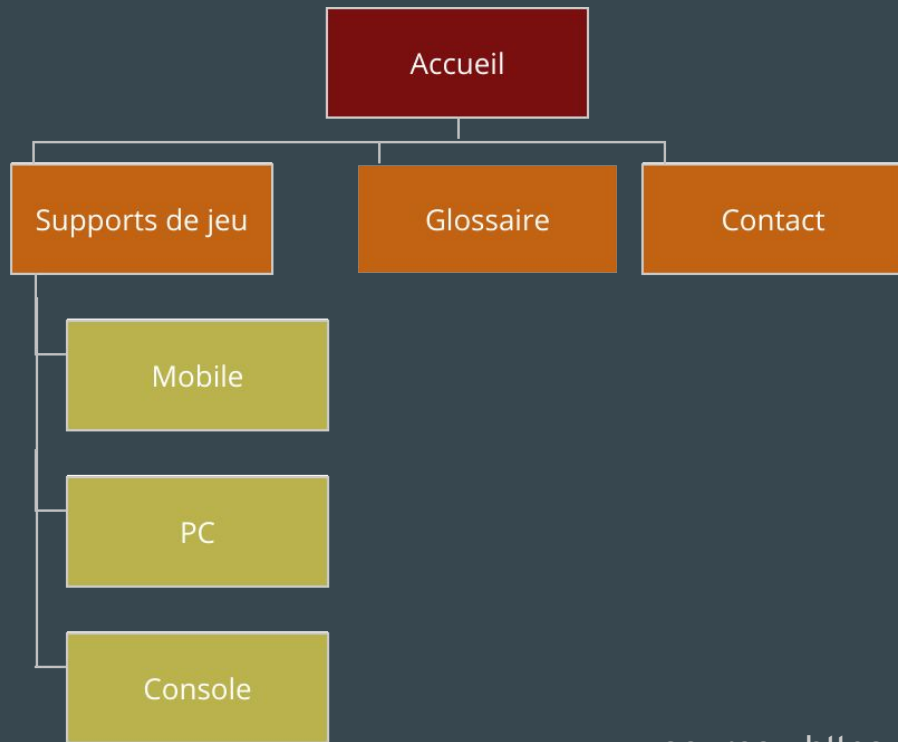 Accueil
Supports de jeu
Glossaire
Contact
Mobile
PC
Console